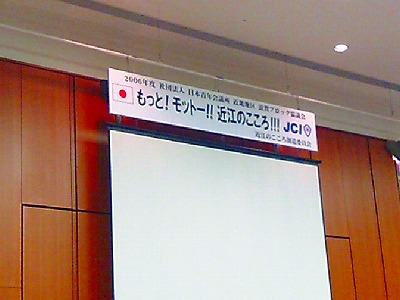 2006年度 社団法人 日本青年会議所 近畿地区 滋賀ブロック協議会
もっと!モットー!! 近江のこころ!!! JCI
近江のこころ創造委員会